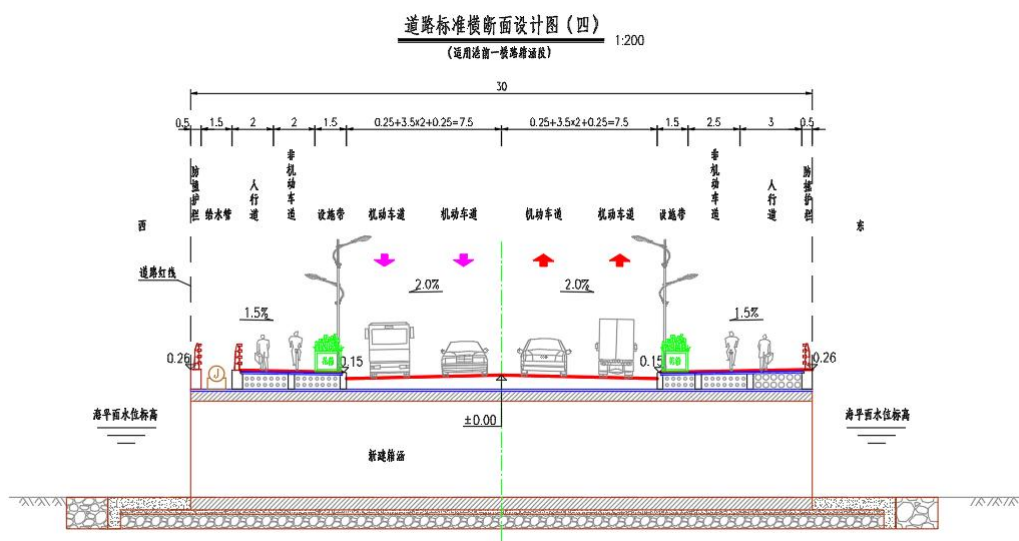 道路标准横断面设计图（四）
1:200
（适用港前一横路箱涵段）
30
0.5 1.5 2 2 1.5 0.25+3.5x2+0.25=7.5 0.25+3.5x2+0.25=7.5 1.5 2.5 3 0.5
防撞护栏 给水管 人行道 非机动车道 设施带 机动车道 机动车道 机动车道 机动车道 设施带 非机动车道 人行道 防撞护栏
西
东
道路红线
2.0%
2.0%
1.5%
1.5%
0.26
0.15
0.15
0.26
J
海平面水位标高
±0.00
海平面水位标高
新建箱涵